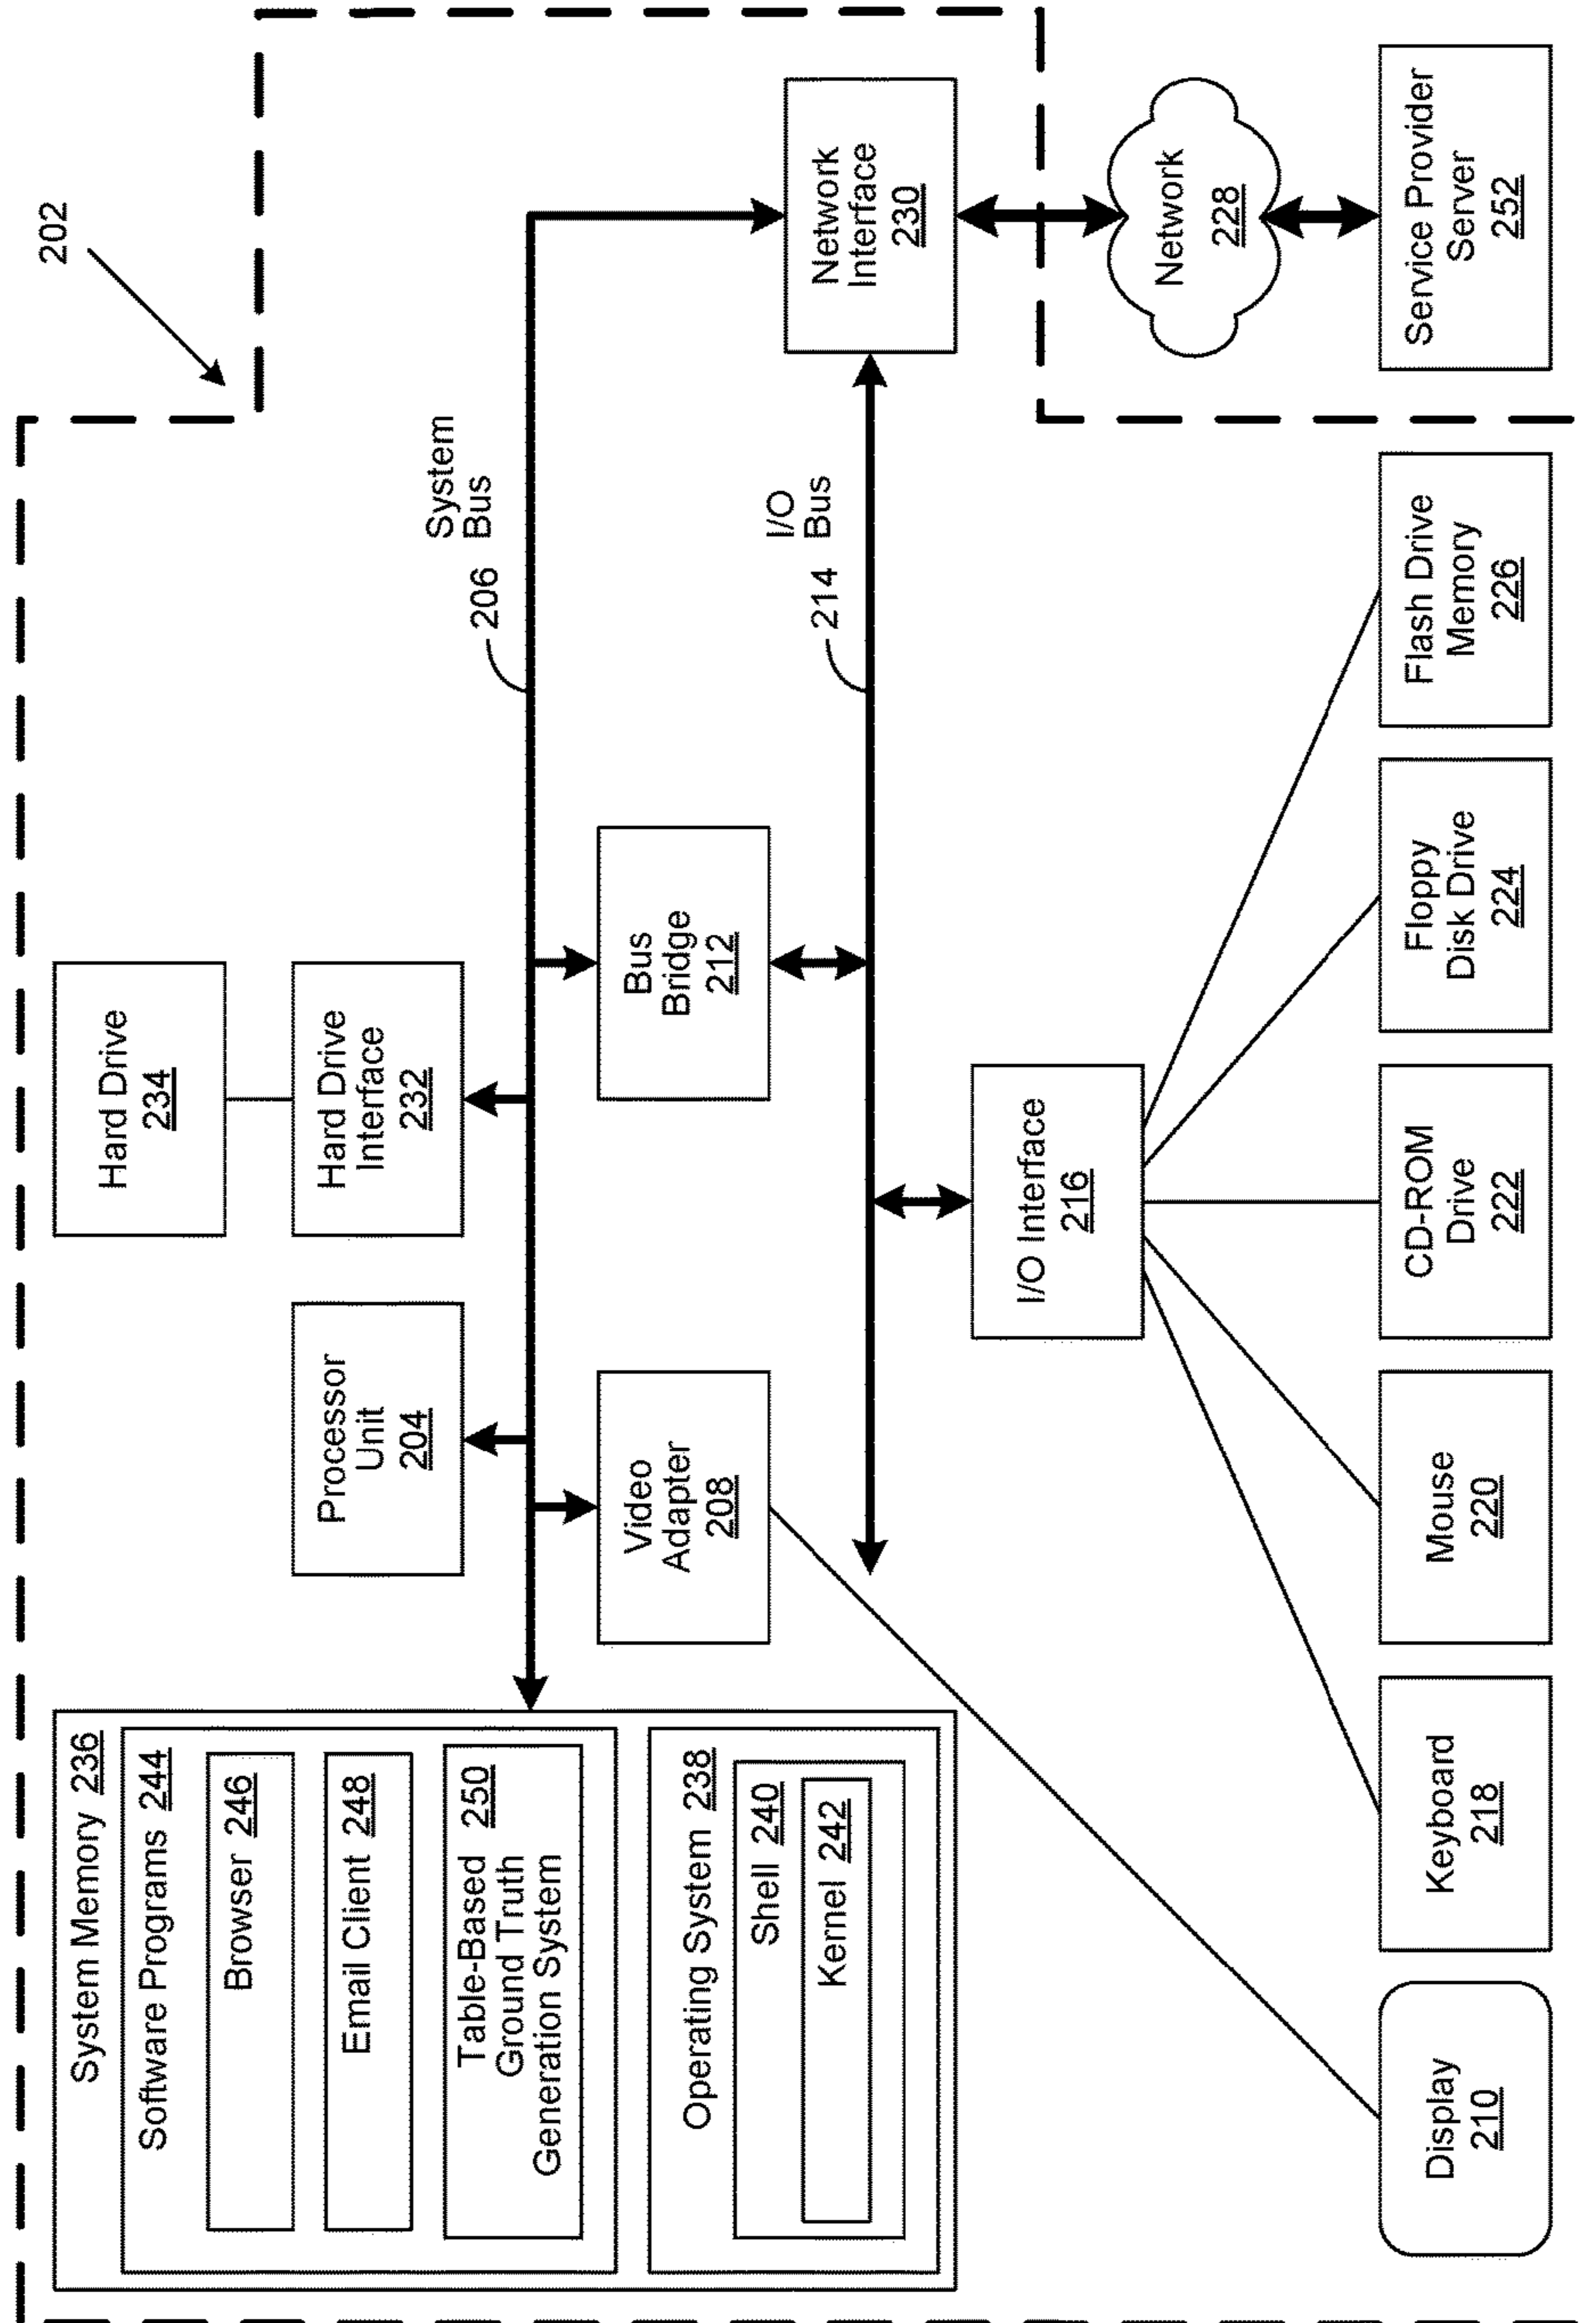 202
System Memory 236
Software Programs 244
Browser 246
Email Client 248
Table-Based 250
Ground Truth
Generation System
Operating System 238
Shell 240
Kernel 242
Hard Drive
234
Processor
Unit
204
Hard Drive
Interface
232
System
Bus
206
Video
Adapter
208
Bus
Bridge
212
I/O
Bus
214
Network
Interface
230
I/O Interface
216
Network
228
Display
210
Keyboard
218
Mouse
220
CD-ROM
Drive
222
Floppy
Disk Drive
224
Flash Drive
Memory
226
Service Provider
Server
252